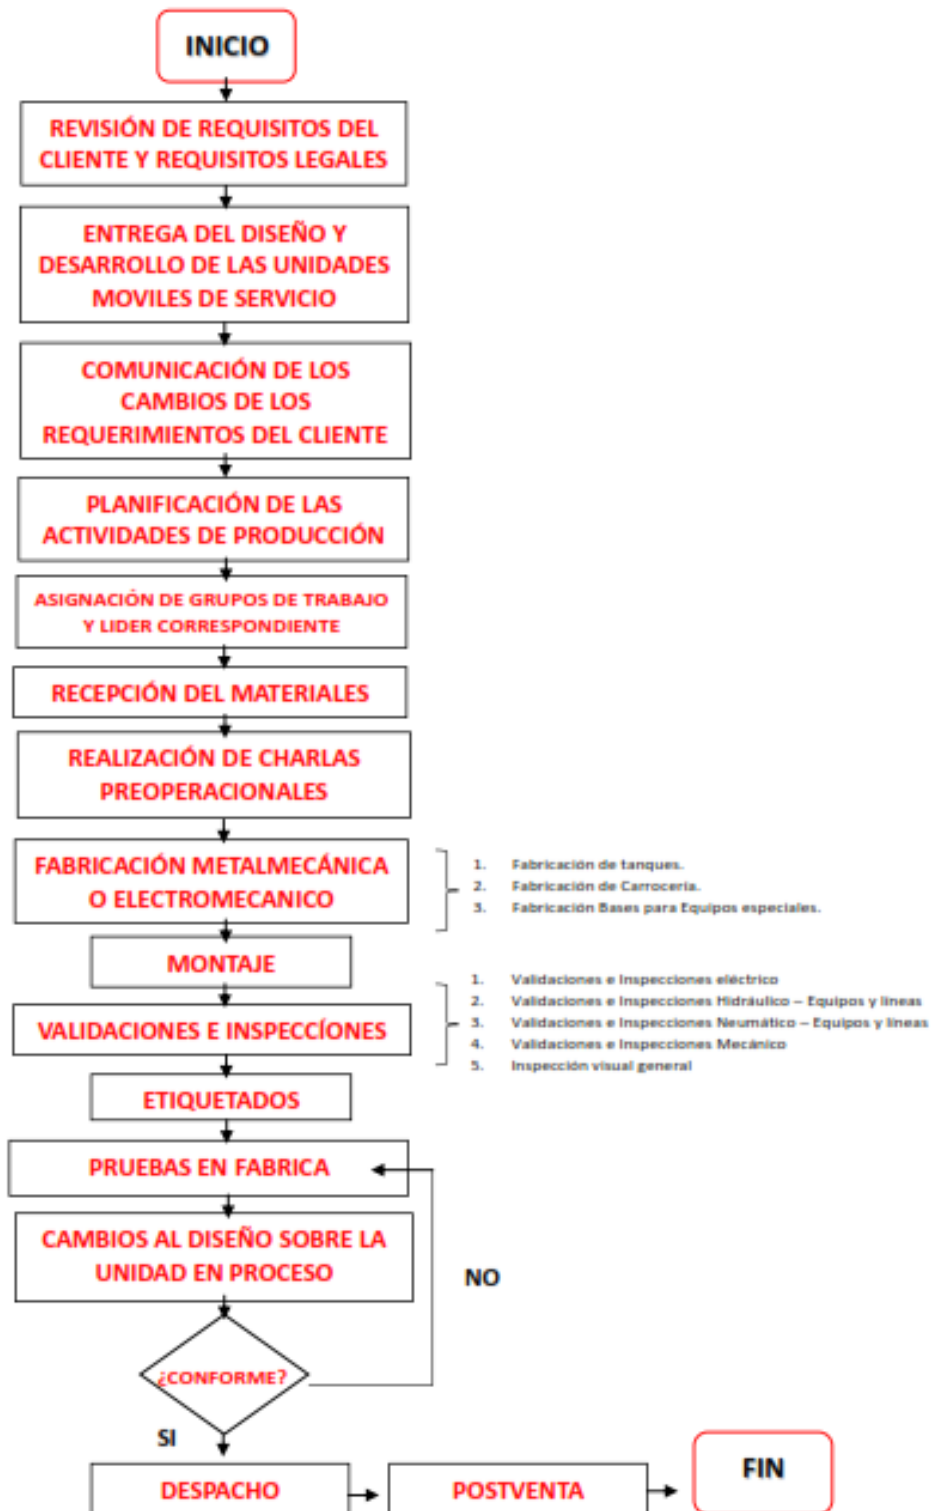 INICIO
REVISIÓN DE REQUISITOS DEL
CLIENTE Y REQUISITOS LEGALES
ENTREGA DEL DISEÑO Y
DESARROLLO DE LAS UNIDADES
MOVILES DE SERVICIO
COMUNICACIÓN DE LOS
CAMBIOS DE LOS
REQUERIMIENTOS DEL CLIENTE
PLANIFICACIÓN DE LAS
ACTIVIDADES DE PRODUCCIÓN
ASIGNACIÓN DE GRUPOS DE TRABAJO
Y LIDER CORRESPONDIENTE
RECEPCIÓN DEL MATERIALES
REALIZACIÓN DE CHARLAS
PREOPERACIONALES
FABRICACIÓN METALMECÁNICA
O ELECTROMECANICO
1. Fabricación de tanques.
2. Fabricación de Carrocería.
3. Fabricación Bases para Equipos especiales.
MONTAJE
VALIDACIONES E INSPECCÍONES
1. Validaciones e Inspecciones eléctrico
2. Validaciones e Inspecciones Hidráulico – Equipos y líneas
3. Validaciones e Inspecciones Neumático – Equipos y líneas
4. Validaciones e Inspecciones Mecánico
5. Inspección visual general
ETIQUETADOS
PRUEBAS EN FABRICA
CAMBIOS AL DISEÑO SOBRE LA
UNIDAD EN PROCESO
NO
¿CONFORME?
SI
DESPACHO
POSTVENTA
FIN